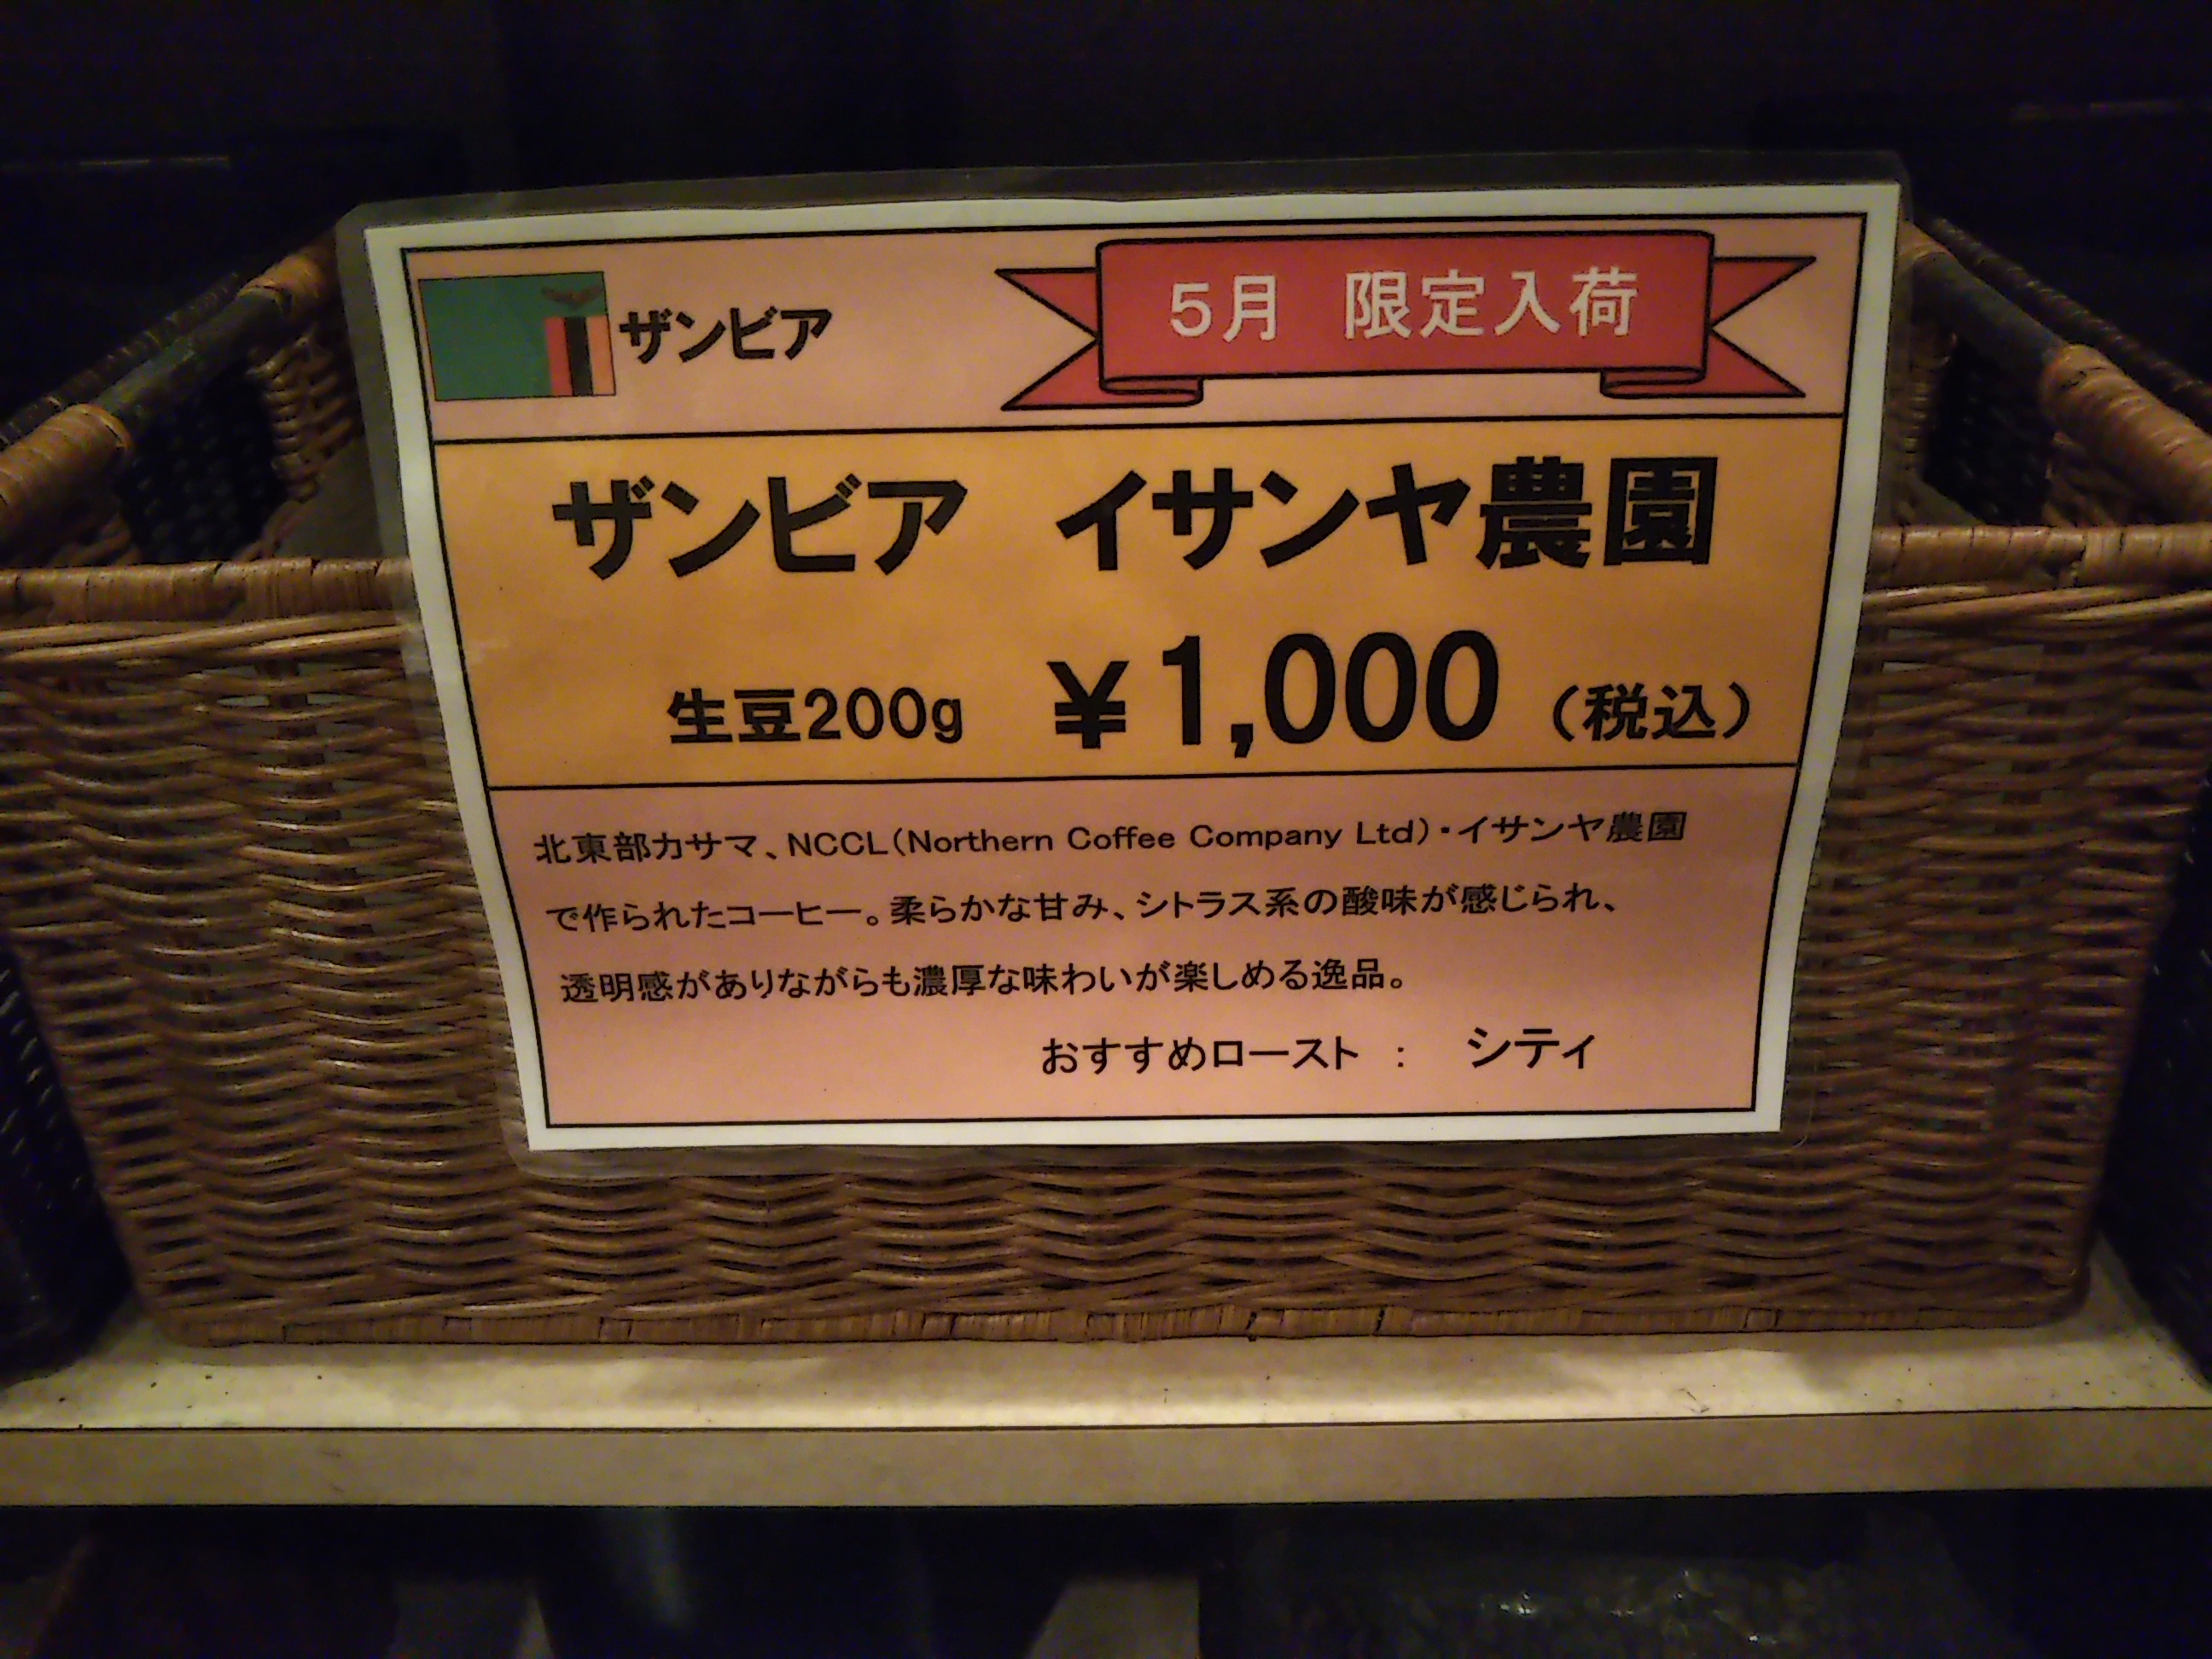 ザンビア
5月 限定入荷
ザンビア イサンヤ農園
生豆200g ¥1,000（税込）
北東部カサマ、NCCL（Northern Coffee Company Ltd）・イサンヤ農園
で作られたコーヒー。柔らかな甘み、シトラス系の酸味が感じられ、
透明感がありながらも濃厚な味わいが楽しめる逸品。
おすすめロースト ： シティ